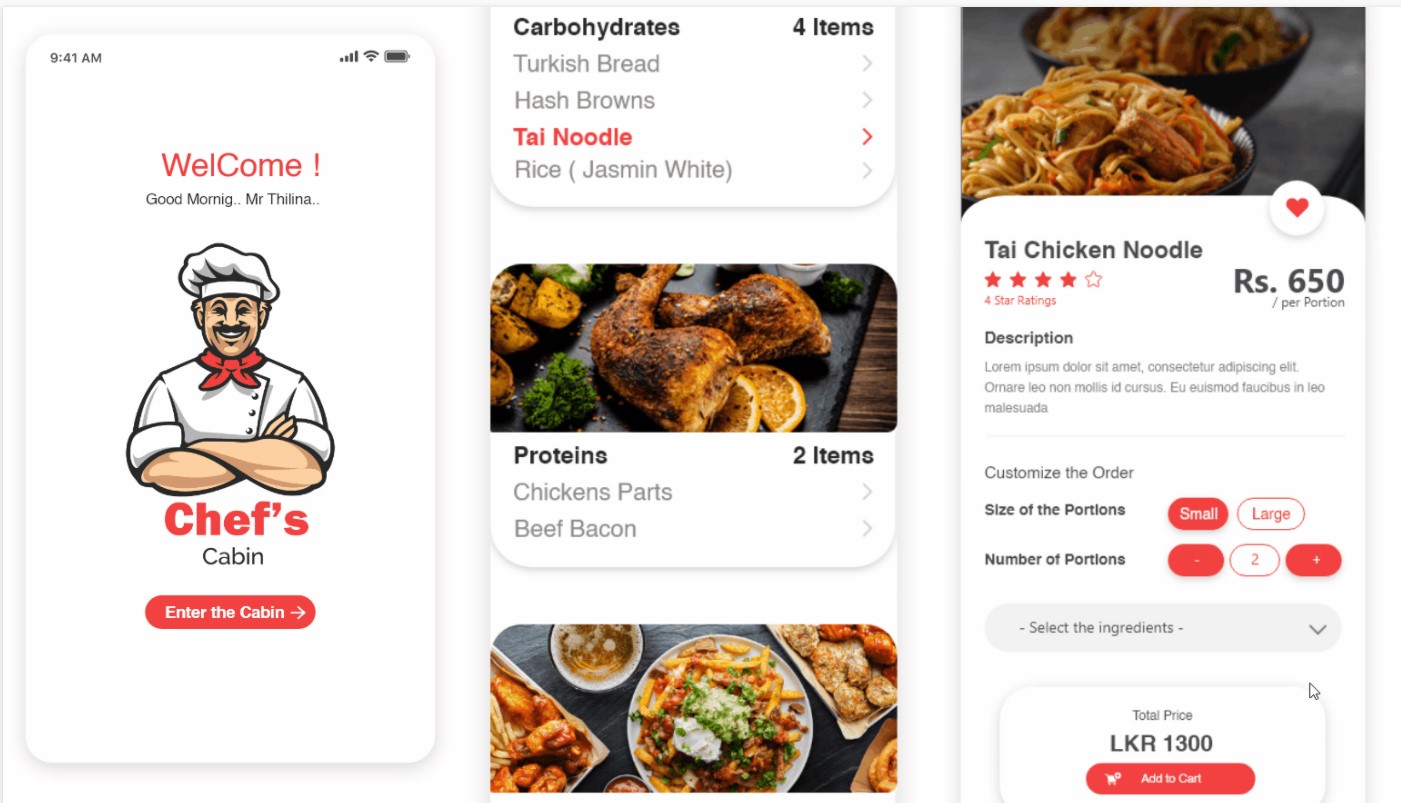 9:41 AM
WelCome !
Good Mornig.. Mr Thilina..
Chef's
Cabin
Enter the Cabin
Carbohydrates 4 Items
Turkish Bread
Hash Browns
Tai Noodle
Rice ( Jasmin White)
Proteins 2 Items
Chickens Parts
Beef Bacon
Tai Chicken Noodle
Rs. 650
4 Star Ratings / per Portion
Description
Lorem ipsum dolor sit amet, consectetur adipiscing elit.
Ornare leo non mollis id cursus. Eu euismod faucibus in leo
malesuada
Customize the Order
Size of the Portions Small Large
Number of Portions - 2 +
- Select the ingredients -
Total Price
LKR 1300
Add to Cart